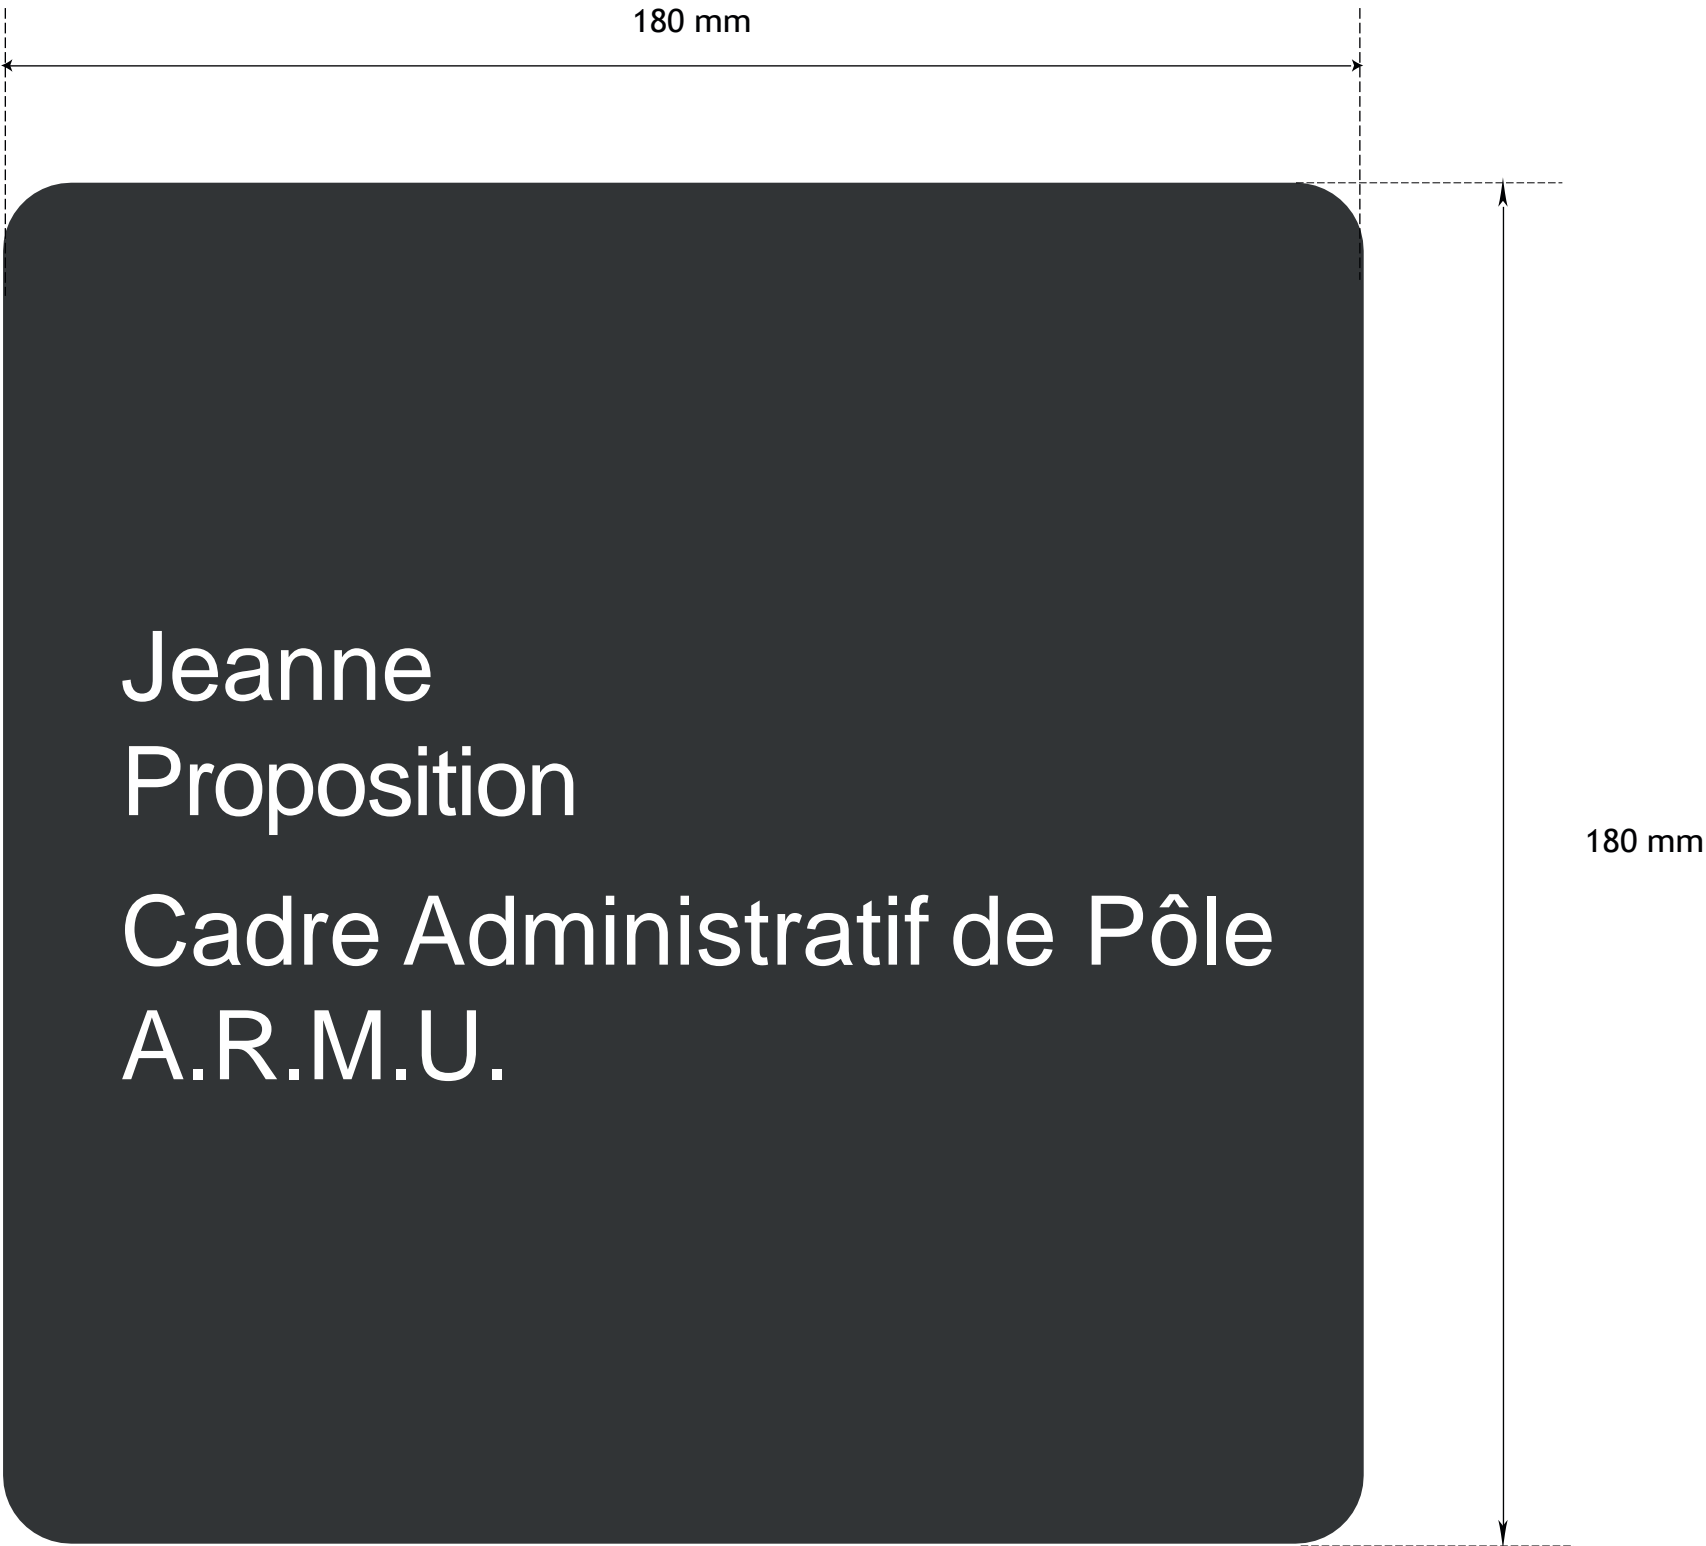 180 mm
Jeanne
Proposition
180 mm
Cadre Administratif de Pôle
A.R.M.U.